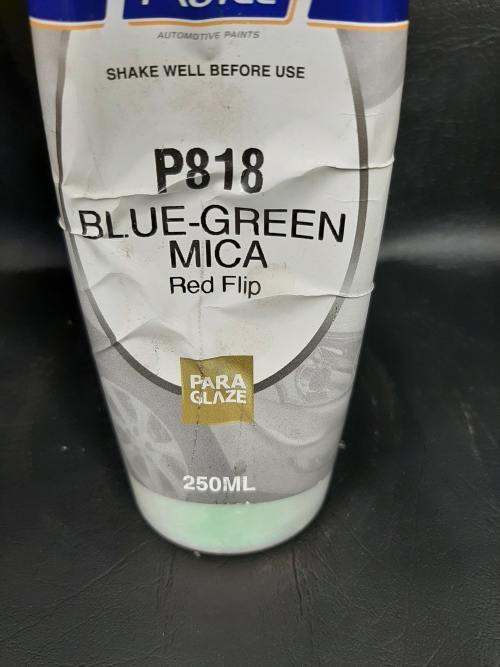 AUTOMOTIVE PAINTS
SHAKE WELL BEFORE USE
P818
BLUE-GREEN
MICA
Red Flip
PARA
GLAZE
250ML